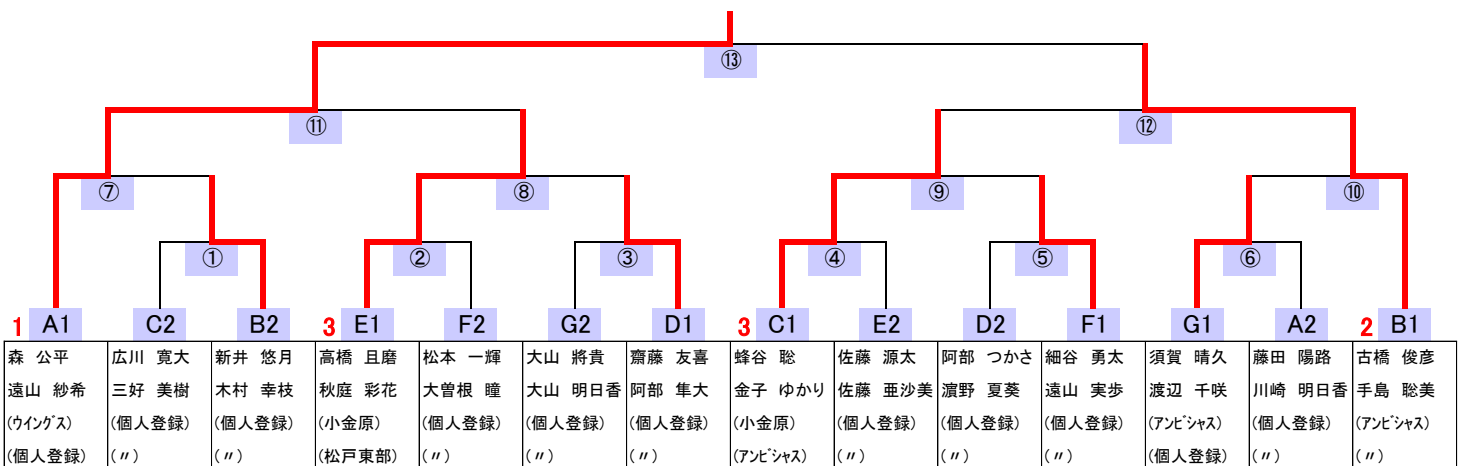 ⑬
⑪ ⑫
⑦ ⑧ ⑨ ⑩
① ② ③ ④ ⑤ ⑥
1 A1 C2 B2 3 E1 F2 G2 D1 3 C1 E2 D2 F1 G1 A2 2 B1
森 公平 広川 寛大 新井 悠月 高橋 且磨 松本 一輝 大山 將貴 齋藤 友喜 蜂谷 聡 佐藤 源太 阿部 つかさ 細谷 勇太 須賀 晴久 藤田 陽路 古橋 俊彦
遠山 紗希 三好 美樹 木村 幸枝 秋庭 彩花 大曽根 瞳 大山 明日香 阿部 隼大 金子 ゆかり 佐藤 亜沙美 濵野 夏葵 遠山 実歩 渡辺 千咲 川崎 明日香 手島 聡美
(ウイングス) (個人登録) (個人登録) (小金原) (個人登録) (個人登録) (個人登録) (小金原) (個人登録) (個人登録) (個人登録) (アンビシャス) (個人登録) (アンビシャス)
(個人登録) (〃) (〃) (松戸東部) (〃) (〃) (〃) (アンビシャス) (〃) (〃) (〃) (個人登録) (〃) (〃)